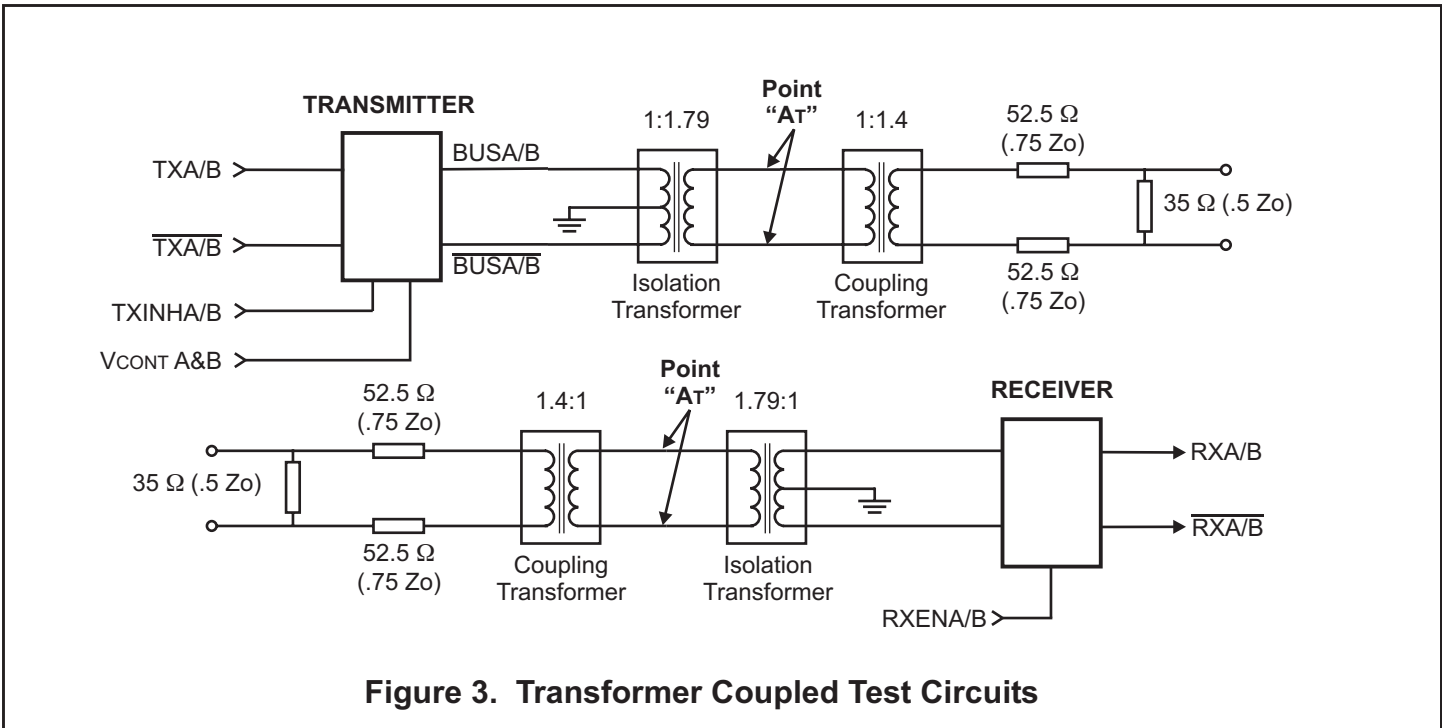 TRANSMITTER
Point
“AT”
1:1.79
1:1.4
52.5 Ω
(.75 Zo)
TXA/B
BUSA/B
35 Ω (.5 Zo)
TXA/B
BUSA/B
52.5 Ω
(.75 Zo)
Isolation
Transformer
Coupling
Transformer
TXINHA/B
VCONT A&B
Point
“AT”
52.5 Ω
(.75 Zo)
1.4:1
1.79:1
RECEIVER
RXA/B
35 Ω (.5 Zo)
RXA/B
52.5 Ω
(.75 Zo)
Coupling
Transformer
Isolation
Transformer
RXENA/B
Figure 3. Transformer Coupled Test Circuits